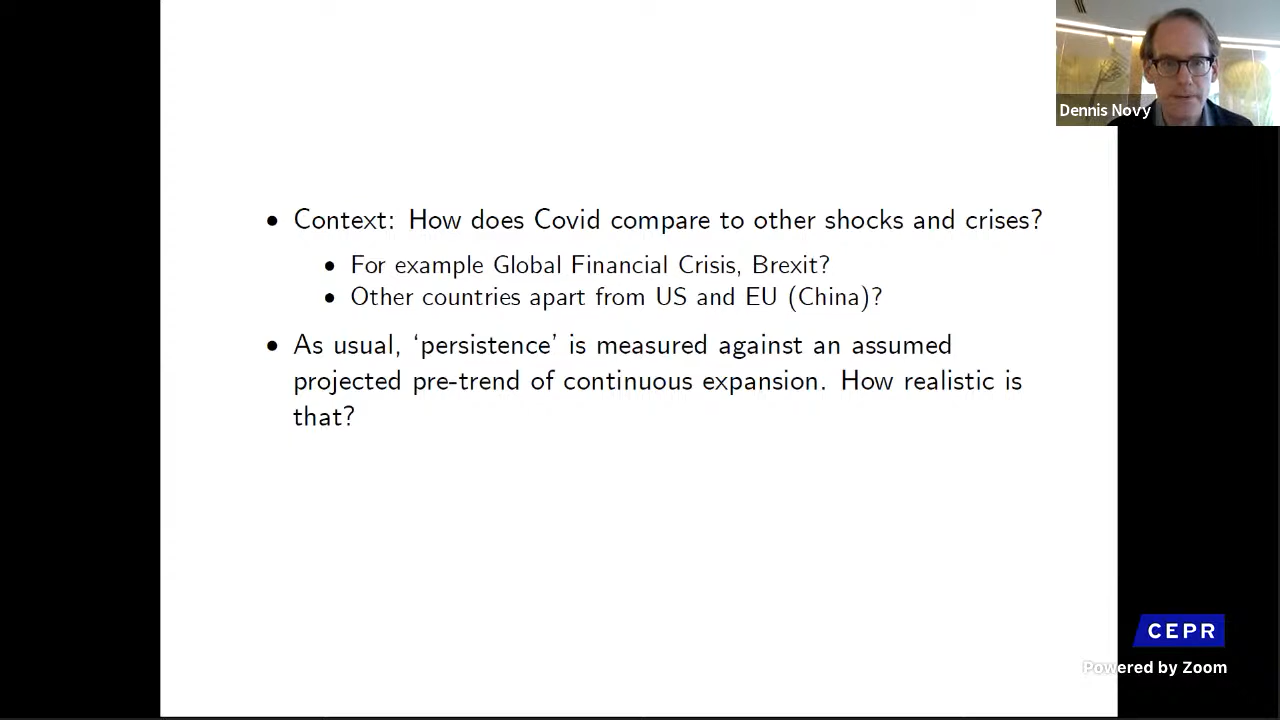 Dennis Novy
• Context: How does Covid compare to other shocks and crises?
• For example Global Financial Crisis, Brexit?
• Other countries apart from US and EU (China)?
• As usual, ‘persistence’ is measured against an assumed
projected pre-trend of continuous expansion. How realistic is
that?
CEPR
Powered by Zoom